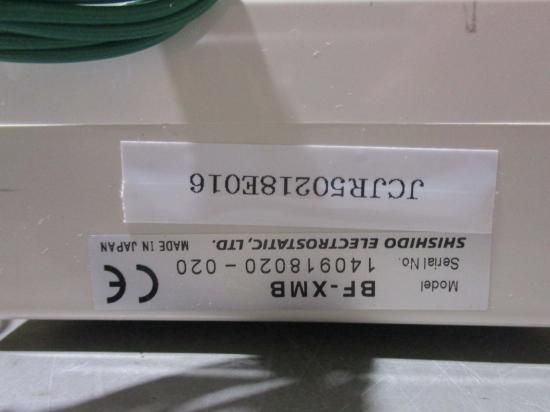 Model BF-XMB
Serial No. 140918020-020
SHISHIDO ELECTROSTATIC, LTD. MADE IN JAPAN
CE
JCJR50218E016